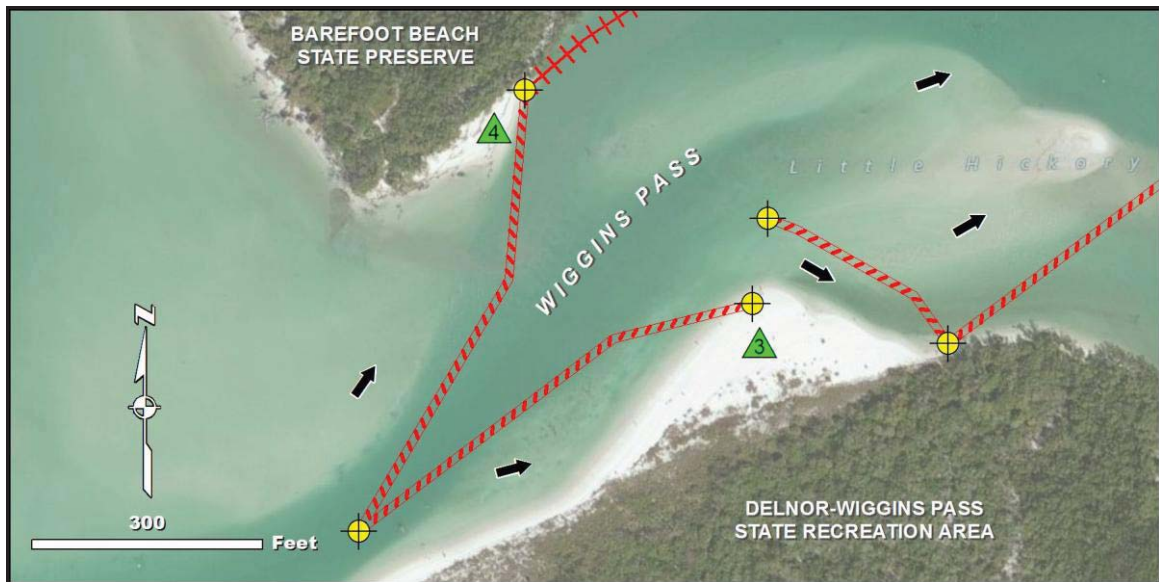 BAREFOOT BEACH
STATE PRESERVE
4
Little Hickory
WIGGINS PASS
N
3
300
Feet
DELNOR-WIGGINS PASS
STATE RECREATION AREA